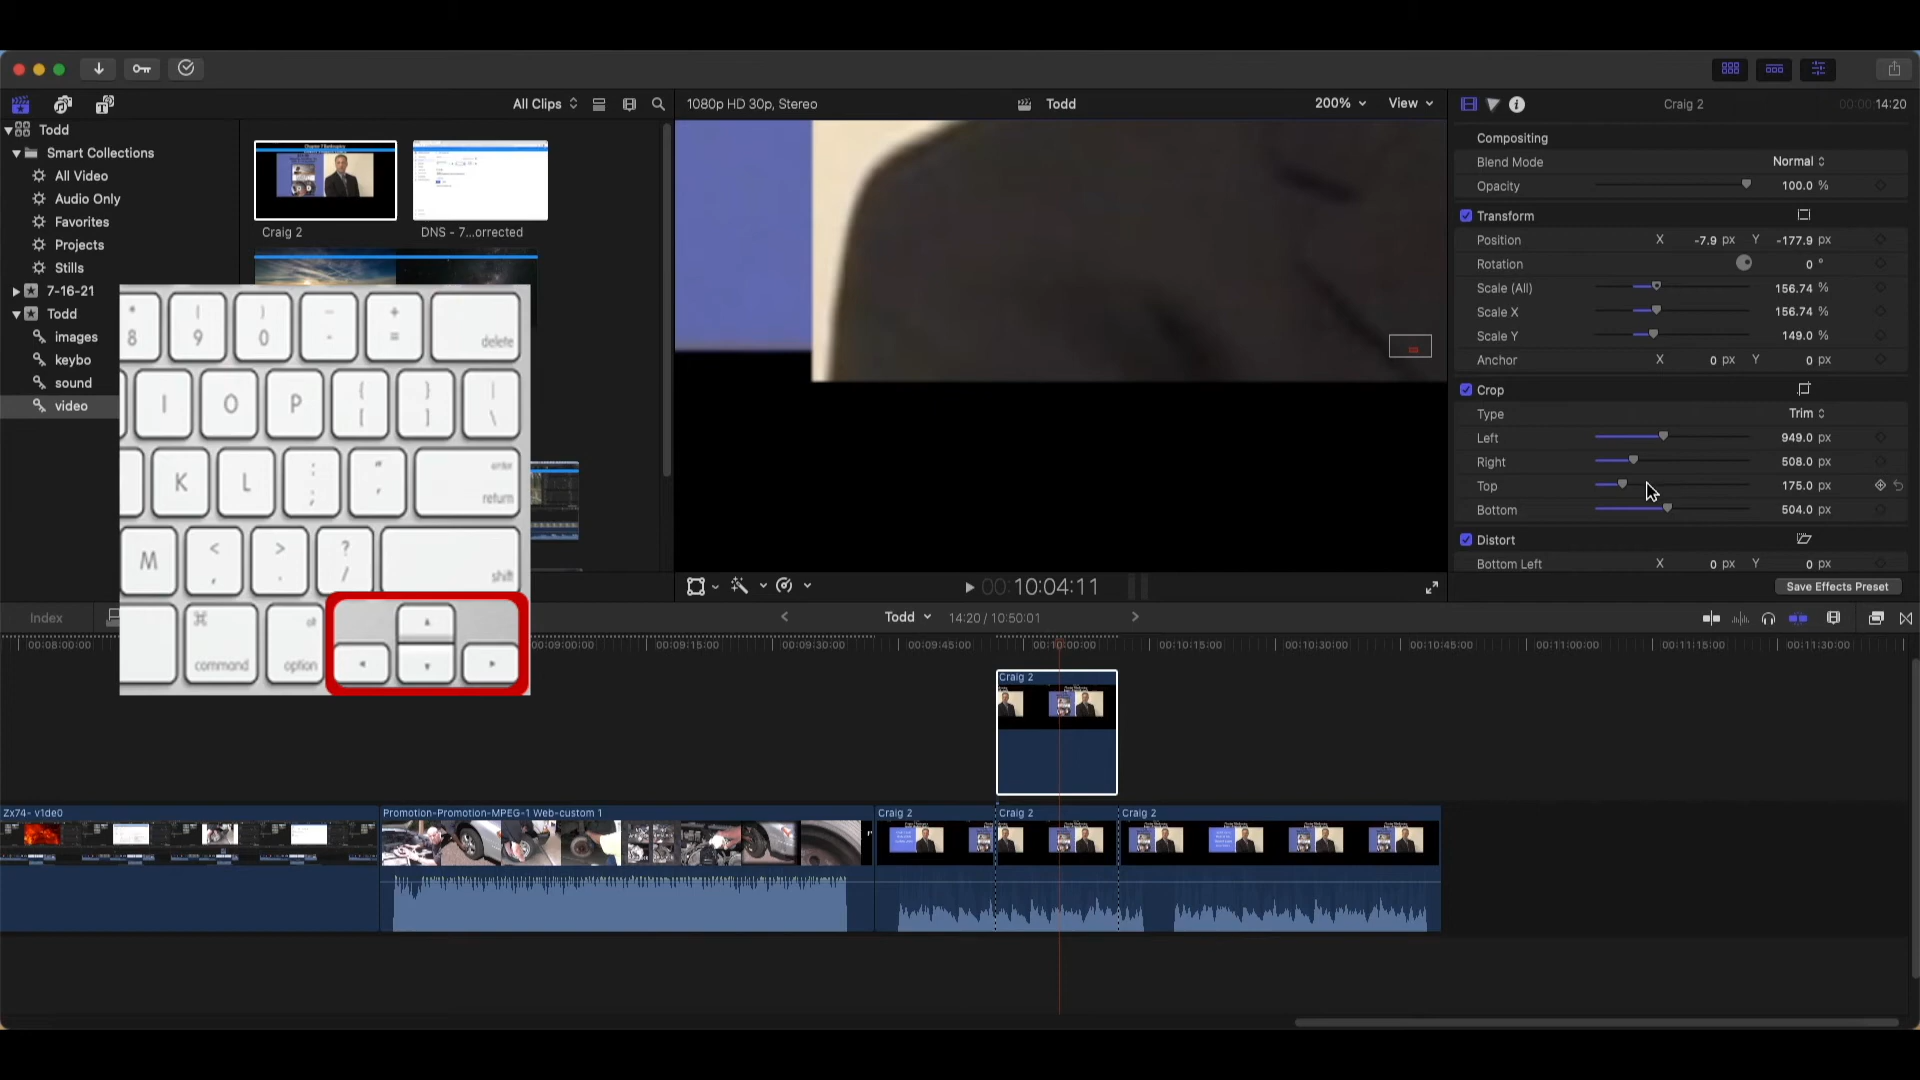 All Clips
1080p HD 30p, Stereo
Todd
200%
View
Craig 2
00:00:14:20
Todd
Smart Collections
All Video
Audio Only
Favorites
Projects
Stills
7-16-21
Todd
images
keybo
sound
video
Craig 2
DNS - 7...orrected
Compositing
Blend Mode
Normal
Opacity
100.0 %
Transform
Position X -7.9 px Y -177.9 px
Rotation 0 °
Scale (All) 156.74 %
Scale X 156.74 %
Scale Y 149.0 %
Anchor X 0 px Y 0 px
Crop
Type Trim
Left 949.0 px
Right 508.0 px
Top 175.0 px
Bottom 504.0 px
Distort
Bottom Left X 0 px Y 0 px
Save Effects Preset
* ( ) - +
8 9 0 - = delete
I O P { [ } ] | \
K L : ; " ' enter return
M < , > . ? / shift
⌘ command alt option
00:10:04:11
Index
Todd
14:20 / 10:50:01
00:08:00:00
00:09:00:00
00:09:15:00
00:09:30:00
00:09:45:00
00:10:00:00
00:10:15:00
00:10:30:00
00:10:45:00
00:11:00:00
00:11:15:00
00:11:30:00
Craig 2
Zx74- v1de0
Promotion-Promotion-MPEG-1 Web-custom 1
Craig 2
Craig 2
Craig 2